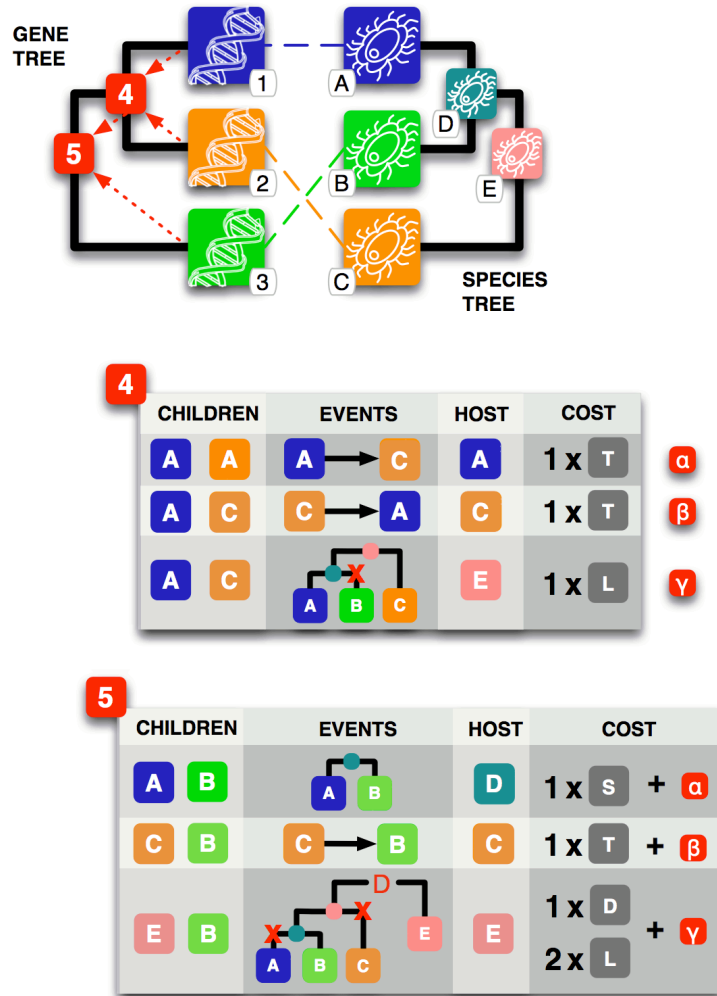 GENE
TREE
1
A
4
D
5
2
B
E
3
C
SPECIES
TREE
4
CHILDREN EVENTS HOST COST
A A A C A 1 x T α
A C C A C 1 x T β
A C X A B C E 1 x L γ
5
CHILDREN EVENTS HOST COST
A B A B D 1 x S + α
C B C B C 1 x T + β
D
E B X X A B C E E 1 x D + γ
2 x L